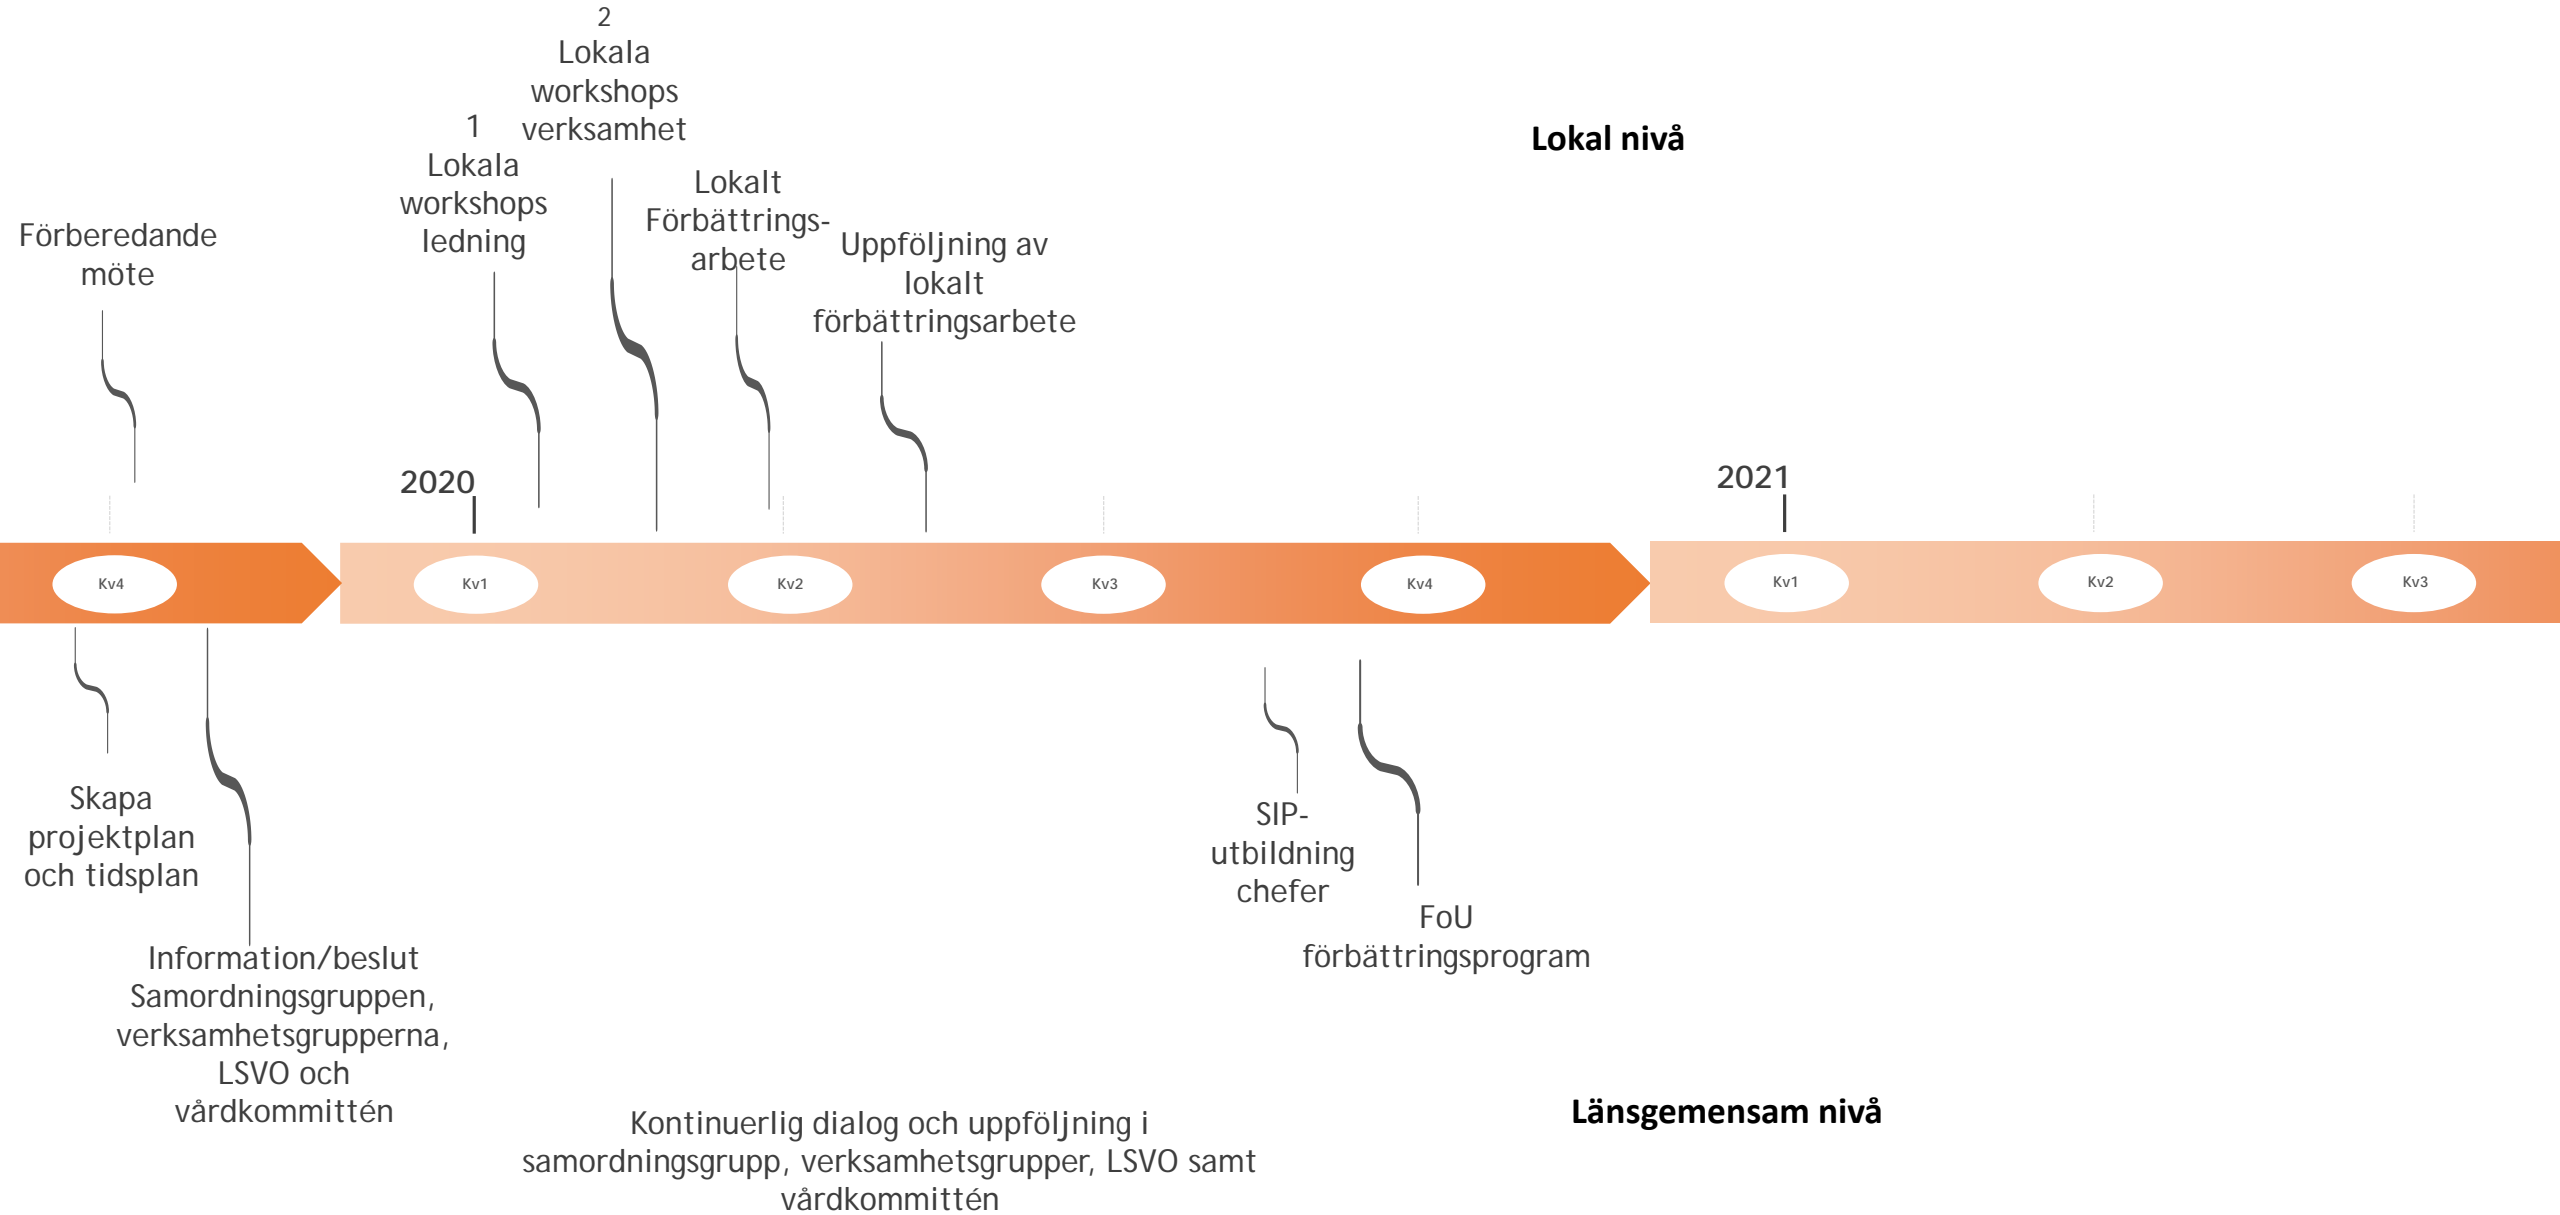 2
Lokala
workshops
verksamhet
1
Lokala
workshops
ledning
Lokal nivå
Lokalt
Förbättrings-
arbete
Förberedande
möte
Uppföljning av
lokalt
förbättringsarbete
2020
2021
Kv4
Kv1
Kv2
Kv3
Kv4
Kv1
Kv2
Kv3
Skapa
projektplan
och tidsplan
Information/beslut
Samordningsgruppen,
verksamhetsgrupperna,
LSVO och
vårdkommittén
SIP-
utbildning
chefer
FoU
förbättringsprogram
Länsgemensam nivå
Kontinuerlig dialog och uppföljning i
samordningsgrupp, verksamhetsgrupper, LSVO samt
vårdkommittén